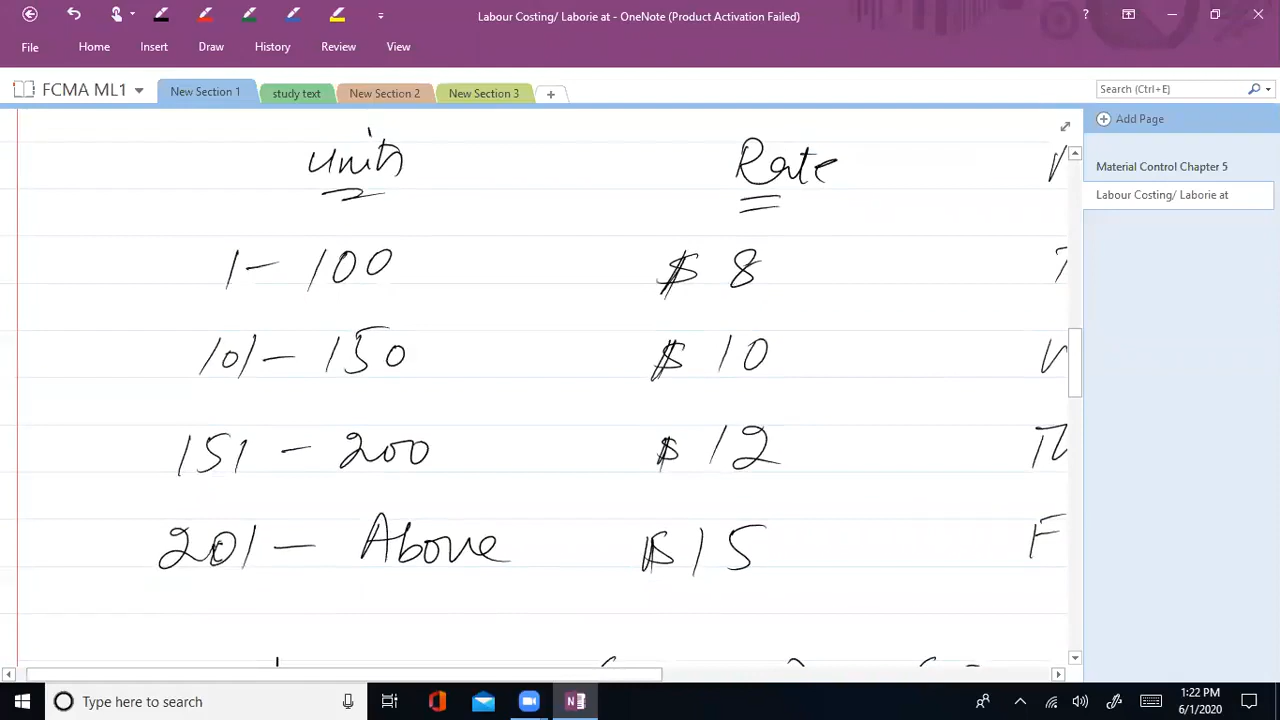 Labour Costing/ Laborie at - OneNote (Product Activation Failed)
File Home Insert Draw History Review View
FCMA ML1 New Section 1 study text New Section 2 New Section 3 Search (Ctrl+E)
Add Page
Material Control Chapter 5
Labour Costing/ Laborie at
Units Rate
1 - 100 $ 8
101 - 150 $ 10
151 - 200 $ 12
201 - Above $ 15
Type here to search
1:22 PM
6/1/2020